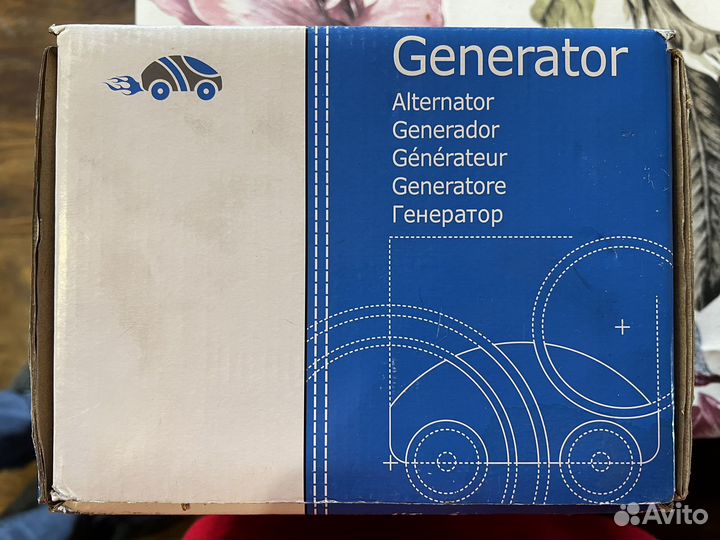 Generator
Alternator
Generador
Générateur
Generatore
Генератор
Avito